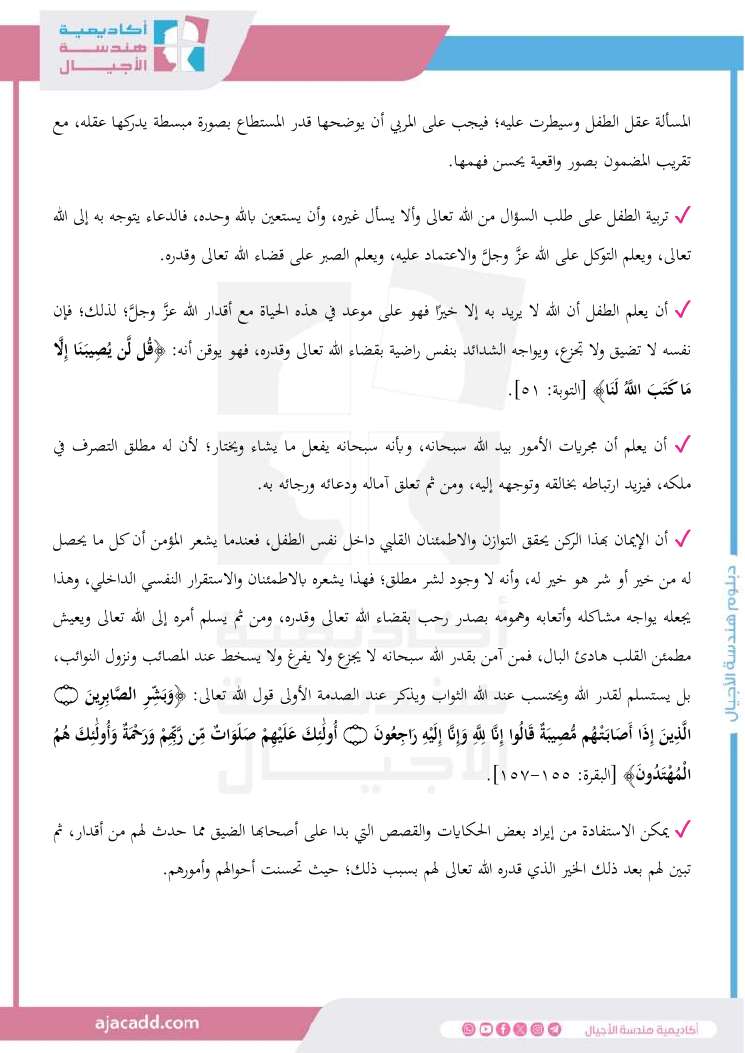 أكاديمية
هندسة
الأجيال
المسألة عقل الطفل وسيطرت عليه؛ فيجب على المربي أن يوضحها قدر المستطاع بصورة مبسطة يدركها عقله، مع
تقريب المضمون بصور واقعية يحسن فهمها.
✓ تربية الطفل على طلب السؤال من الله تعالى وألا يسأل غيره، وأن يستعين بالله وحده، فالدعاء يتوجه به إلى الله
تعالى، ويعلم التوكل على الله عزَّ وجلَّ والاعتماد عليه، ويعلم الصبر على قضاء الله تعالى وقدره.
✓ أن يعلم الطفل أن الله لا يريد به إلا خيرًا فهو على موعد في هذه الحياة مع أقدار الله عزَّ وجلَّ؛ لذلك؛ فإن
نفسه لا تضيق ولا تجزع، ويواجه الشدائد بنفس راضية بقضاء الله تعالى وقدره، فهو يوقن أنه: ﴿قُل لَّن يُصِيبَنَا إِلَّا
مَا كَتَبَ اللَّهُ لَنَا﴾ [التوبة: ٥١].
✓ أن يعلم أن مجريات الأمور بيد الله سبحانه، وبأنه سبحانه يفعل ما يشاء ويختار؛ لأن له مطلق التصرف في
ملكه، فيزيد ارتباطه بخالقه وتوجهه إليه، ومن ثم تعلق آماله ودعائه ورجائه به.
✓ أن الإيمان بهذا الركن يحقق التوازن والاطمئنان القلبي داخل نفس الطفل، فعندما يشعر المؤمن أن كل ما يحصل
له من خير أو شر هو خير له، وأنه لا وجود لشر مطلق؛ فهذا يشعره بالاطمئنان والاستقرار النفسي الداخلي، وهذا
يجعله يواجه مشاكله وأتعابه وهمومه بصدر رحب بقضاء الله تعالى وقدره، ومن ثم يسلم أمره إلى الله تعالى ويعيش
مطمئن القلب هادئ البال، فمن آمن بقدر الله سبحانه لا يجزع ولا يفرغ ولا يسخط عند المصائب ونزول النوائب،
بل يستسلم لقدر الله ويحتسب عند الله الثواب ويذكر عند الصدمة الأولى قول الله تعالى: ﴿وَبَشِّرِ الصَّابِرِينَ ۝
الَّذِينَ إِذَا أَصَابَتْهُم مُّصِيبَةٌ قَالُوا إِنَّا لِلَّهِ وَإِنَّا إِلَيْهِ رَاجِعُونَ ۝ أُولَٰئِكَ عَلَيْهِمْ صَلَوَاتٌ مِّن رَّبِّهِمْ وَرَحْمَةٌ وَأُولَٰئِكَ هُمُ
الْمُهْتَدُونَ﴾ [البقرة: ١٥٥-١٥٧].
✓ يمكن الاستفادة من إيراد بعض الحكايات والقصص التي بدا على أصحابها الضيق مما حدث لهم من أقدار، ثم
تبين لهم بعد ذلك الخير الذي قدره الله تعالى لهم بسبب ذلك؛ حيث تحسنت أحوالهم وأمورهم.
دبلوم هندسة الأجيال
أكاديمية هندسة الأجيال
ajacadd.com